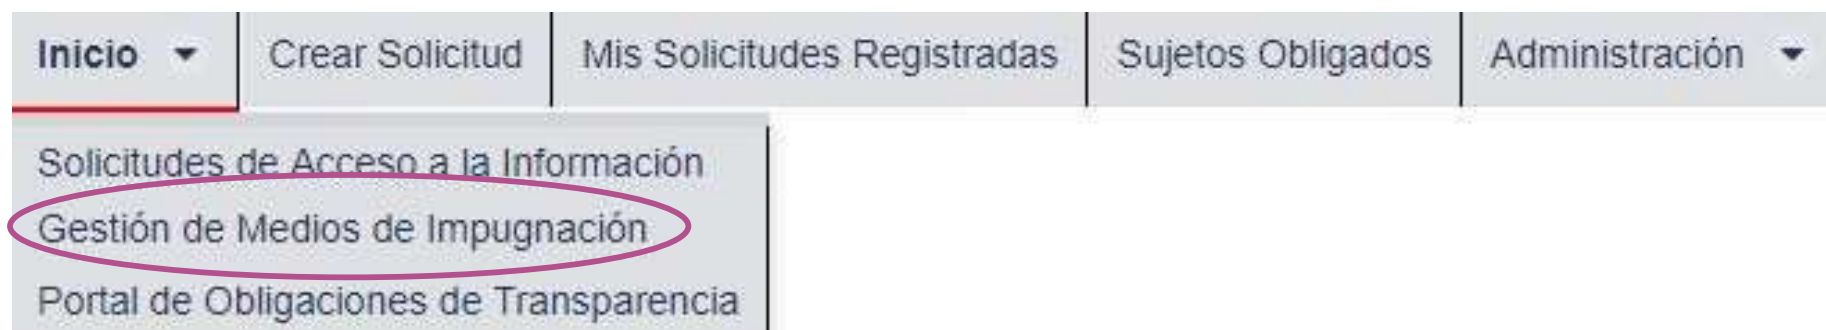 Inicio Crear Solicitud Mis Solicitudes Registradas Sujetos Obligados Administración
Solicitudes de Acceso a la Información
Gestión de Medios de Impugnación
Portal de Obligaciones de Transparencia